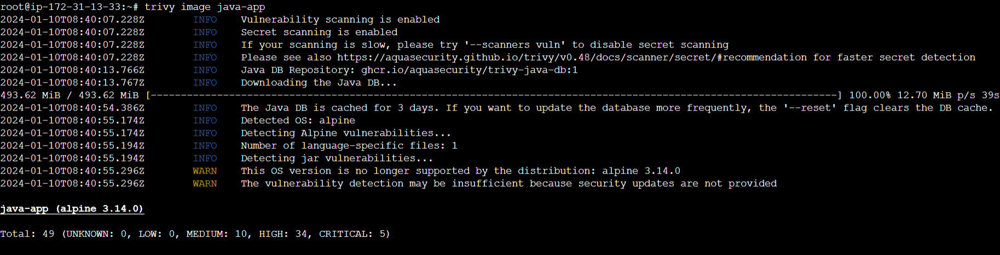 root@ip-172-31-13-33:~# trivy image java-app
2024-01-10T08:40:07.228Z INFO Vulnerability scanning is enabled
2024-01-10T08:40:07.228Z INFO Secret scanning is enabled
2024-01-10T08:40:07.228Z INFO If your scanning is slow, please try '--scanners vuln' to disable secret scanning
2024-01-10T08:40:07.228Z INFO Please see also https://aquasecurity.github.io/trivy/v0.48/docs/scanner/secret/#recommendation for faster secret detection
2024-01-10T08:40:13.766Z INFO Java DB Repository: ghcr.io/aquasecurity/trivy-java-db:1
2024-01-10T08:40:13.767Z INFO Downloading the Java DB...
493.62 MiB / 493.62 MiB [------------------------------------------------------------------------------------------------------------------] 100.00% 12.70 MiB p/s 39s
2024-01-10T08:40:54.386Z INFO The Java DB is cached for 3 days. If you want to update the database more frequently, the '--reset' flag clears the DB cache.
2024-01-10T08:40:55.174Z INFO Detected OS: alpine
2024-01-10T08:40:55.174Z INFO Detecting Alpine vulnerabilities...
2024-01-10T08:40:55.194Z INFO Number of language-specific files: 1
2024-01-10T08:40:55.194Z INFO Detecting jar vulnerabilities...
2024-01-10T08:40:55.296Z WARN This OS version is no longer supported by the distribution: alpine 3.14.0
2024-01-10T08:40:55.296Z WARN The vulnerability detection may be insufficient because security updates are not provided
java-app (alpine 3.14.0)
Total: 49 (UNKNOWN: 0, LOW: 0, MEDIUM: 10, HIGH: 34, CRITICAL: 5)